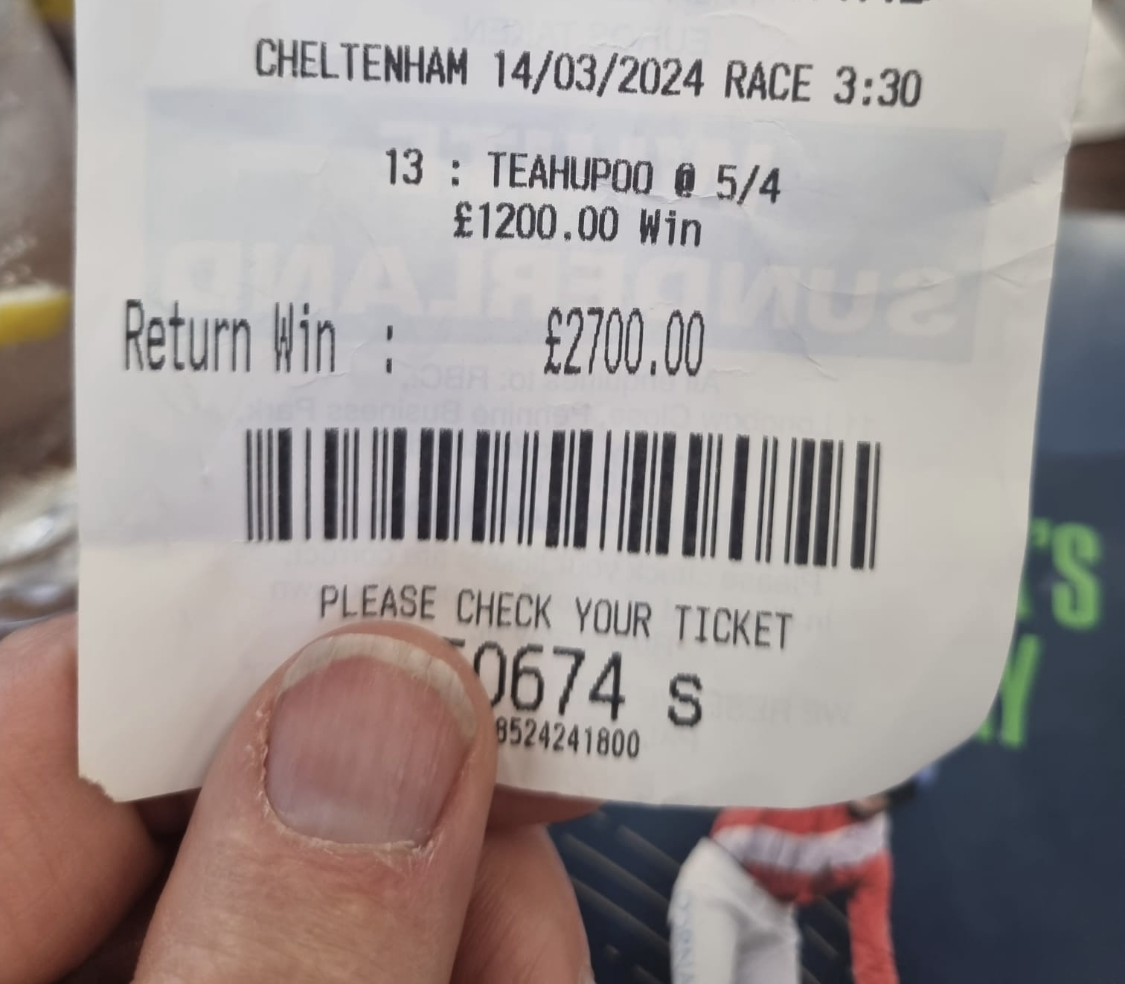 CHELTENHAM 14/03/2024 RACE 3:30
13 : TEAHUPOO @ 5/4
£1200.00 Win
Return Win : £2700.00
PLEASE CHECK YOUR TICKET
0674 S
8524241800
'S